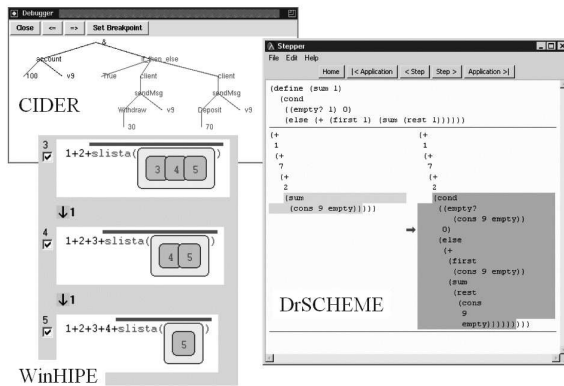 Debugger
Close <= => Set Breakpoint
&
account if_then_else
100 v9 True client client
sendMsg sendMsg
Withdraw v9 Deposit v9
30 70
CIDER
3
1+2+slista( 3 4 5 )
↓1
4
1+2+3+slista( 4 5 )
↓1
5
1+2+3+4+slista( 5 )
WinHIPE
Stepper
File Edit Help
Home |< Application < Step Step > Application >|
(define (sum l)
(cond
((empty? l) 0)
(else (+ (first l) (sum (rest l))))))
(+
1
(+
7
(+
2
(sum
(cons 9 empty)))))
(+
1
(+
7
(+
2
(cond
((empty?
(cons 9 empty))
0)
(else
(+
(first
(cons 9 empty))
(sum
(rest
(cons
9
empty)))))))))
DrSCHEME